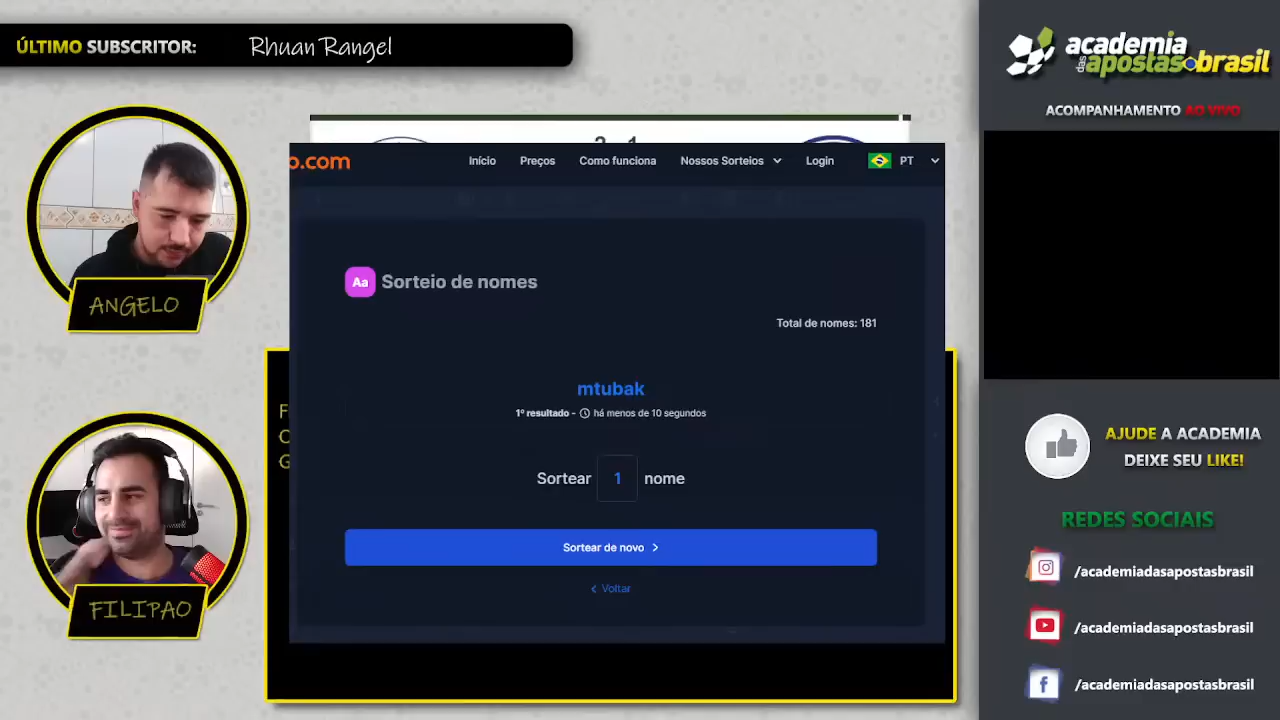 ÚLTIMO SUBSCRITOR: Rhuan Rangel
academia
das apostas brasil
ACOMPANHAMENTO AO VIVO
o.com Início Preços Como funciona Nossos Sorteios Login PT
Aa Sorteio de nomes
Total de nomes: 181
ANGELO
mtubak
1º resultado - há menos de 10 segundos
Sortear 1 nome
Sortear de novo
Voltar
FILIPAO
AJUDE A ACADEMIA
DEIXE SEU LIKE!
REDES SOCIAIS
/academiadasapostasbrasil
/academiadasapostasbrasil
/academiadasapostasbrasil